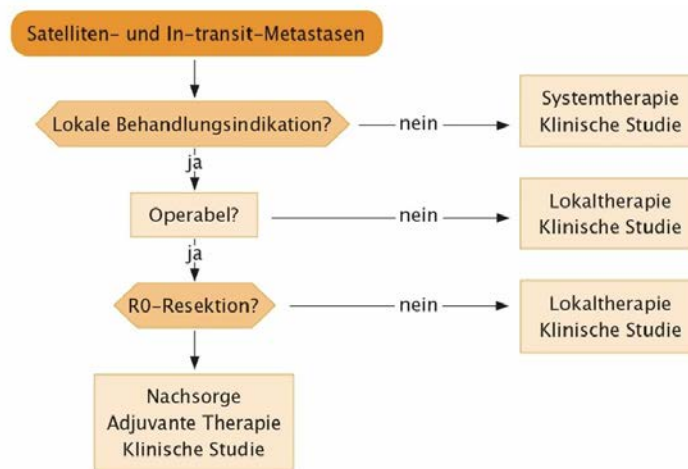 Satelliten- und In-transit-Metastasen
Lokale Behandlungsindikation?
nein
Systemtherapie
Klinische Studie
ja
Operabel?
nein
Lokaltherapie
Klinische Studie
ja
R0-Resektion?
nein
Lokaltherapie
Klinische Studie
Nachsorge
Adjuvante Therapie
Klinische Studie